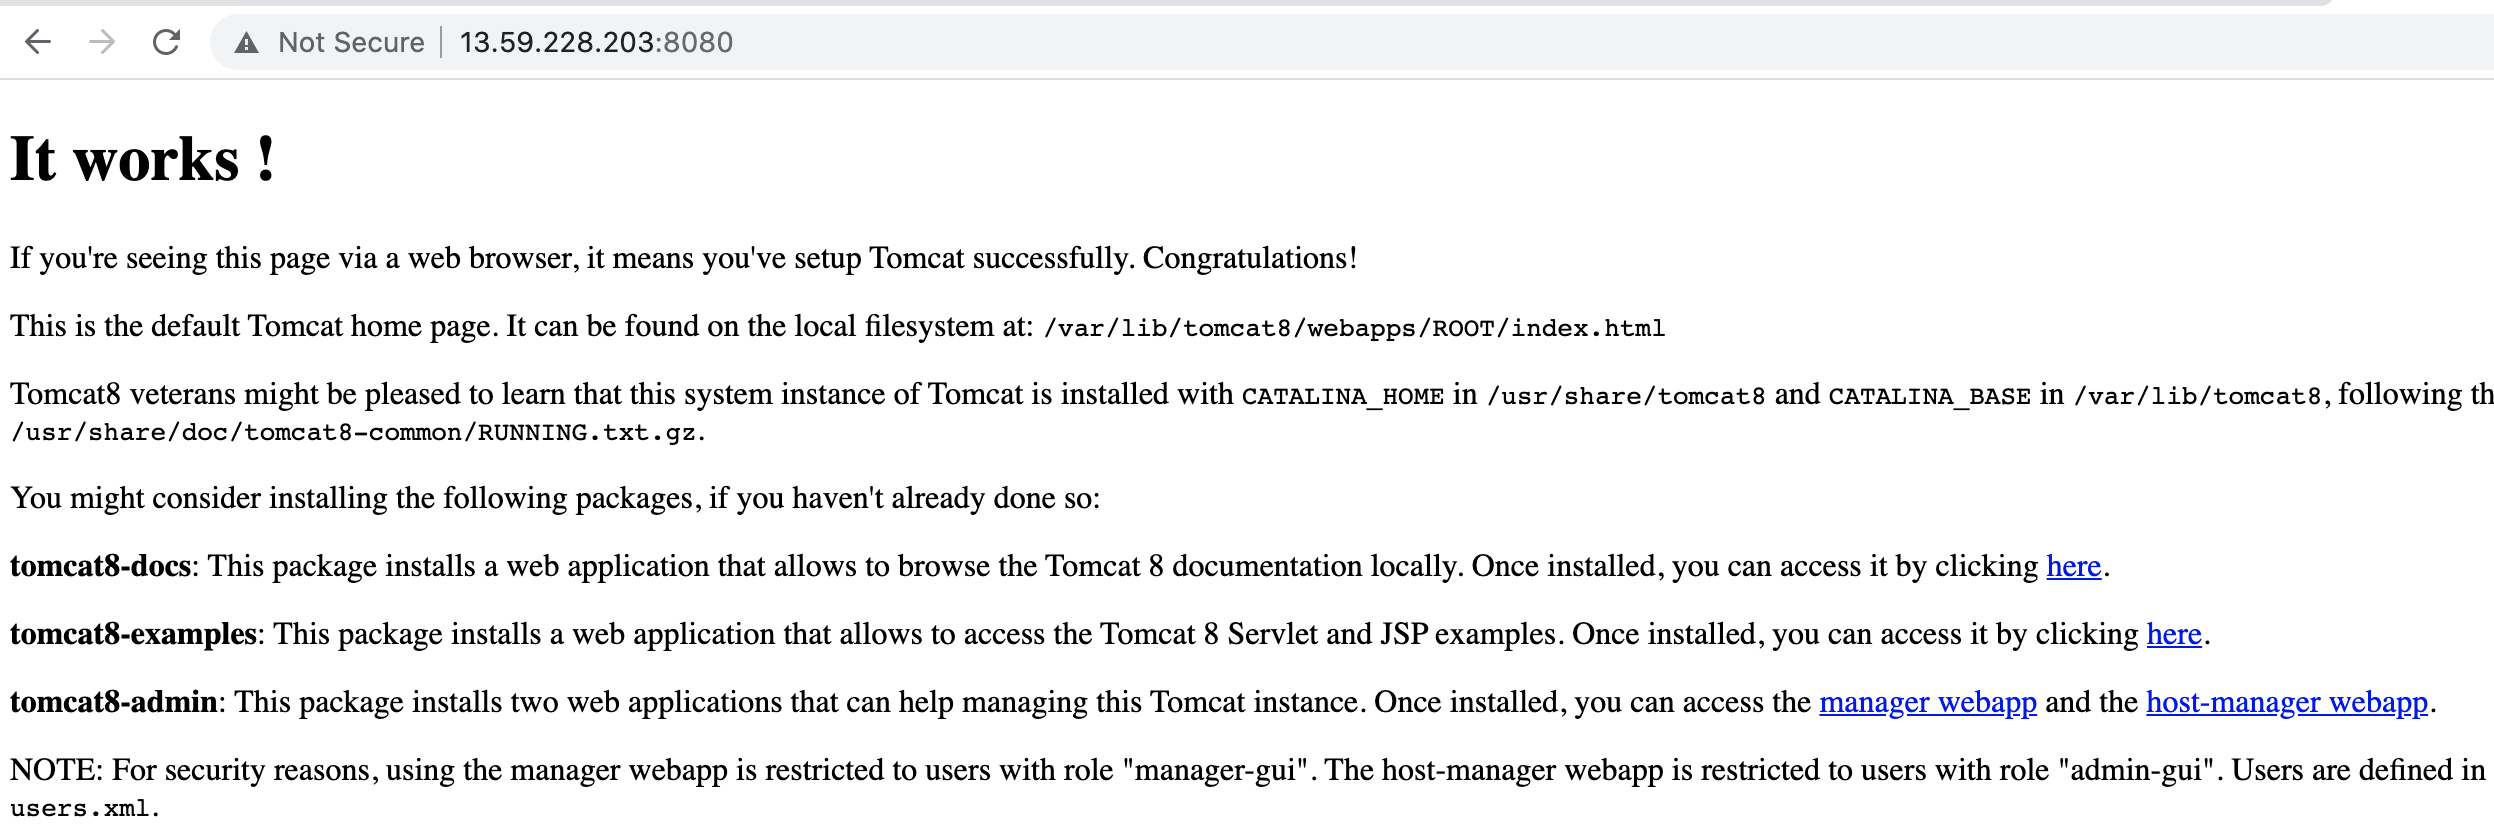 Not Secure | 13.59.228.203:8080
It works !
If you're seeing this page via a web browser, it means you've setup Tomcat successfully. Congratulations!
This is the default Tomcat home page. It can be found on the local filesystem at: /var/lib/tomcat8/webapps/ROOT/index.html
Tomcat8 veterans might be pleased to learn that this system instance of Tomcat is installed with CATALINA_HOME in /usr/share/tomcat8 and CATALINA_BASE in /var/lib/tomcat8, following th
/usr/share/doc/tomcat8-common/RUNNING.txt.gz.
You might consider installing the following packages, if you haven't already done so:
tomcat8-docs: This package installs a web application that allows to browse the Tomcat 8 documentation locally. Once installed, you can access it by clicking here.
tomcat8-examples: This package installs a web application that allows to access the Tomcat 8 Servlet and JSP examples. Once installed, you can access it by clicking here.
tomcat8-admin: This package installs two web applications that can help managing this Tomcat instance. Once installed, you can access the manager webapp and the host-manager webapp.
NOTE: For security reasons, using the manager webapp is restricted to users with role "manager-gui". The host-manager webapp is restricted to users with role "admin-gui". Users are defined in
users.xml.